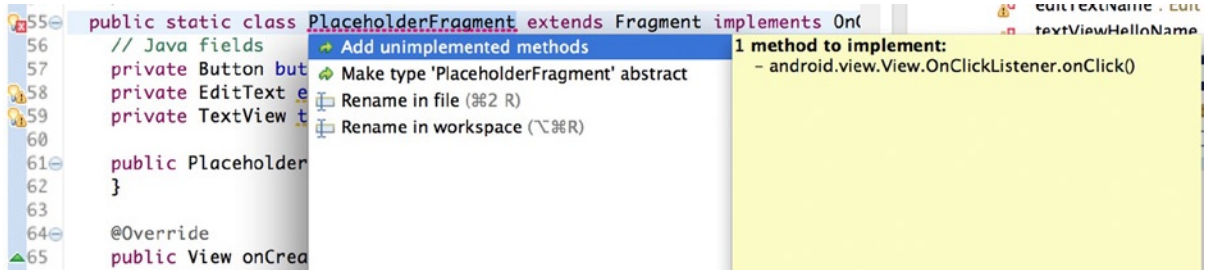 55 public static class PlaceholderFragment extends Fragment implements OnC
56 // Java fields
57 private Button but
58 private EditText e
59 private TextView t
60
61 public Placeholder
62 }
63
64 @Override
65 public View onCrea
Add unimplemented methods
Make type 'PlaceholderFragment' abstract
Rename in file (⌘2 R)
Rename in workspace (⌥⌘R)
1 method to implement:
- android.view.View.OnClickListener.onClick()
editTextName : Edit
textViewHelloName